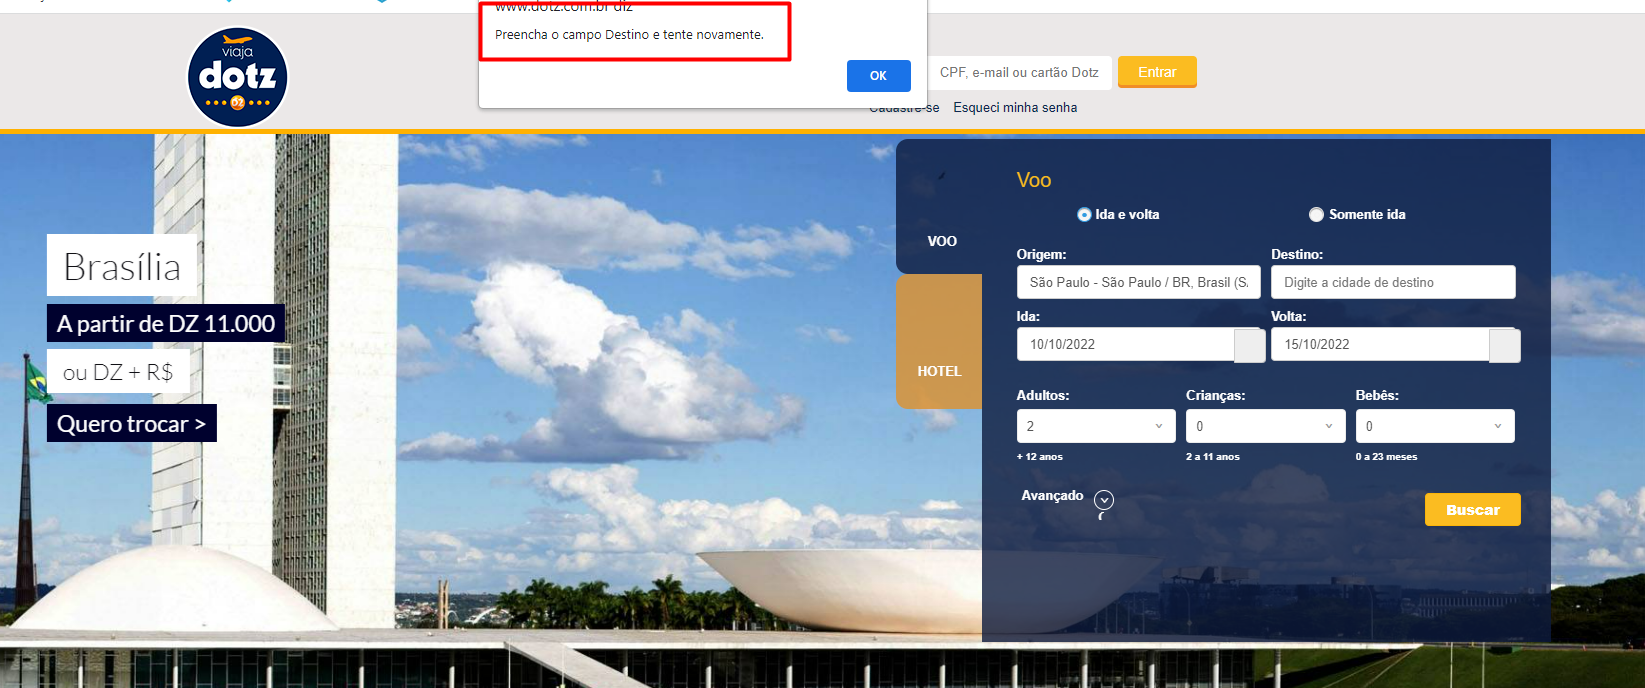 www.dotz.com.br diz
Preencha o campo Destino e tente novamente.
OK
viaja
dotz
DZ
CPF, e-mail ou cartão Dotz
Entrar
Cadastre-se
Esqueci minha senha
Brasília
A partir de DZ 11.000
ou DZ + R$
Quero trocar >
VOO
HOTEL
Voo
Ida e volta
Somente ida
Origem:
Destino:
São Paulo - São Paulo / BR, Brasil (S
Digite a cidade de destino
Ida:
Volta:
10/10/2022
15/10/2022
Adultos:
Crianças:
Bebês:
2
0
0
+ 12 anos
2 a 11 anos
0 a 23 meses
Avançado
Buscar